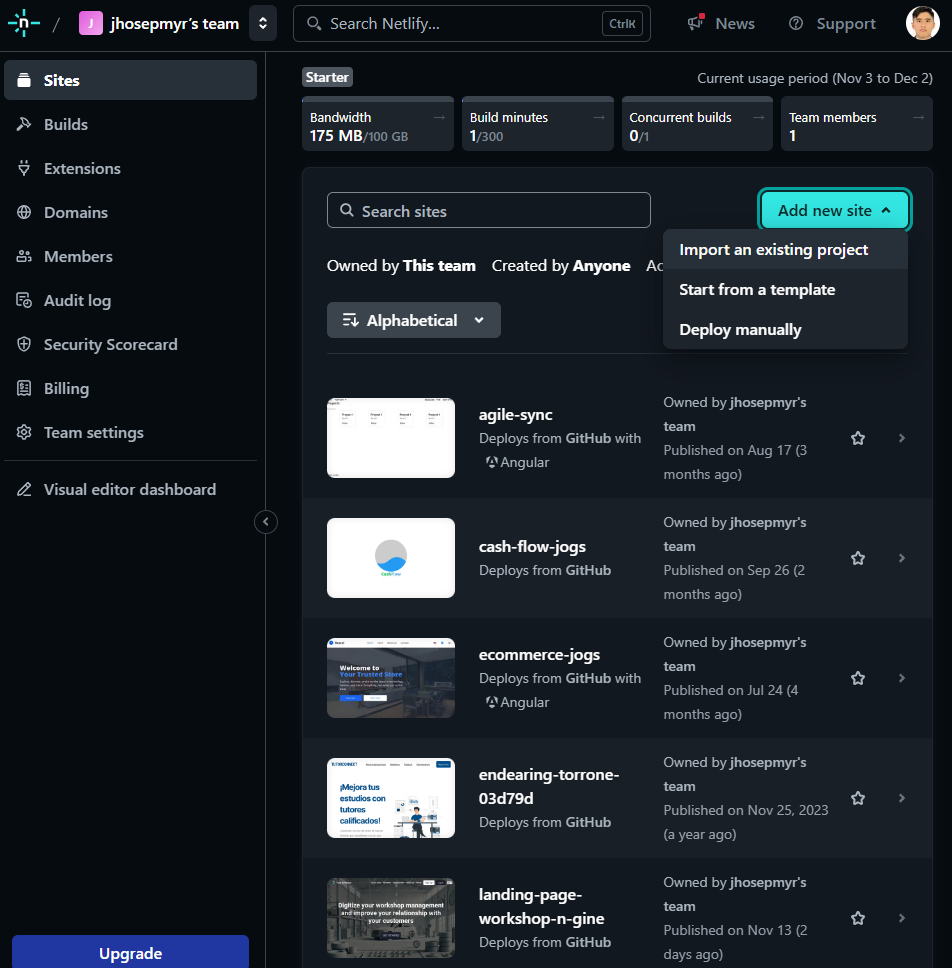 / J jhosepmyr's team
Search Netlify... CtrlK
News
Support
Sites
Builds
Extensions
Domains
Members
Audit log
Security Scorecard
Billing
Team settings
Visual editor dashboard
Upgrade
Starter
Current usage period (Nov 3 to Dec 2)
Bandwidth →
175 MB/100 GB
Build minutes →
1/300
Concurrent builds →
0/1
Team members →
1
Search sites
Add new site
Import an existing project
Start from a template
Deploy manually
Owned by This team Created by Anyone
Alphabetical
agile-sync
Deploys from GitHub with
Angular
Owned by jhosepmyr's
team
Published on Aug 17 (3
months ago)
CashFlow
cash-flow-jogs
Deploys from GitHub
Owned by jhosepmyr's
team
Published on Sep 26 (2
months ago)
Welcome to
Your Trusted Store
ecommerce-jogs
Deploys from GitHub with
Angular
Owned by jhosepmyr's
team
Published on Jul 24 (4
months ago)
TUTORCONNECT
¡Mejora tus
estudios con
tutores
calificados!
endearing-torrone-
03d79d
Deploys from GitHub
Owned by jhosepmyr's
team
Published on Nov 25, 2023
(a year ago)
Digitize your workshop management
and improve your relationship with
your customers
landing-page-
workshop-n-gine
Deploys from GitHub
Owned by jhosepmyr's
team
Published on Nov 13 (2
days ago)